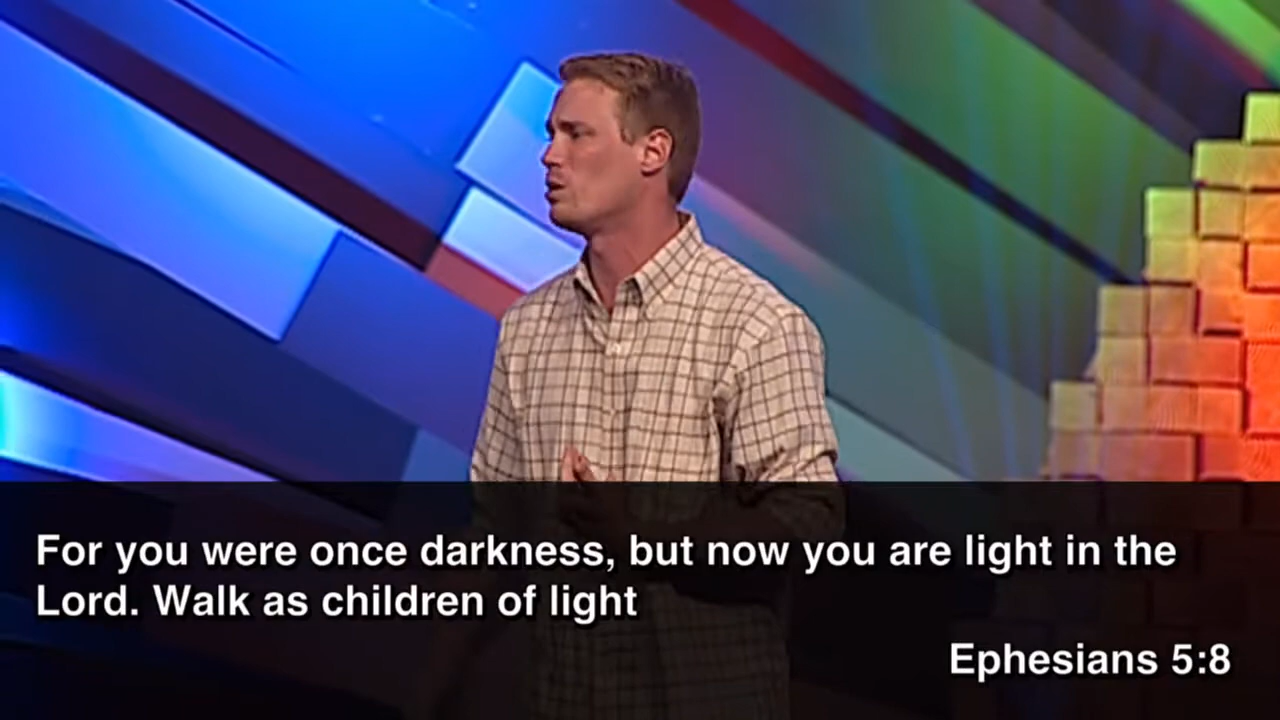 For you were once darkness, but now you are light in the
Lord. Walk as children of light
Ephesians 5:8